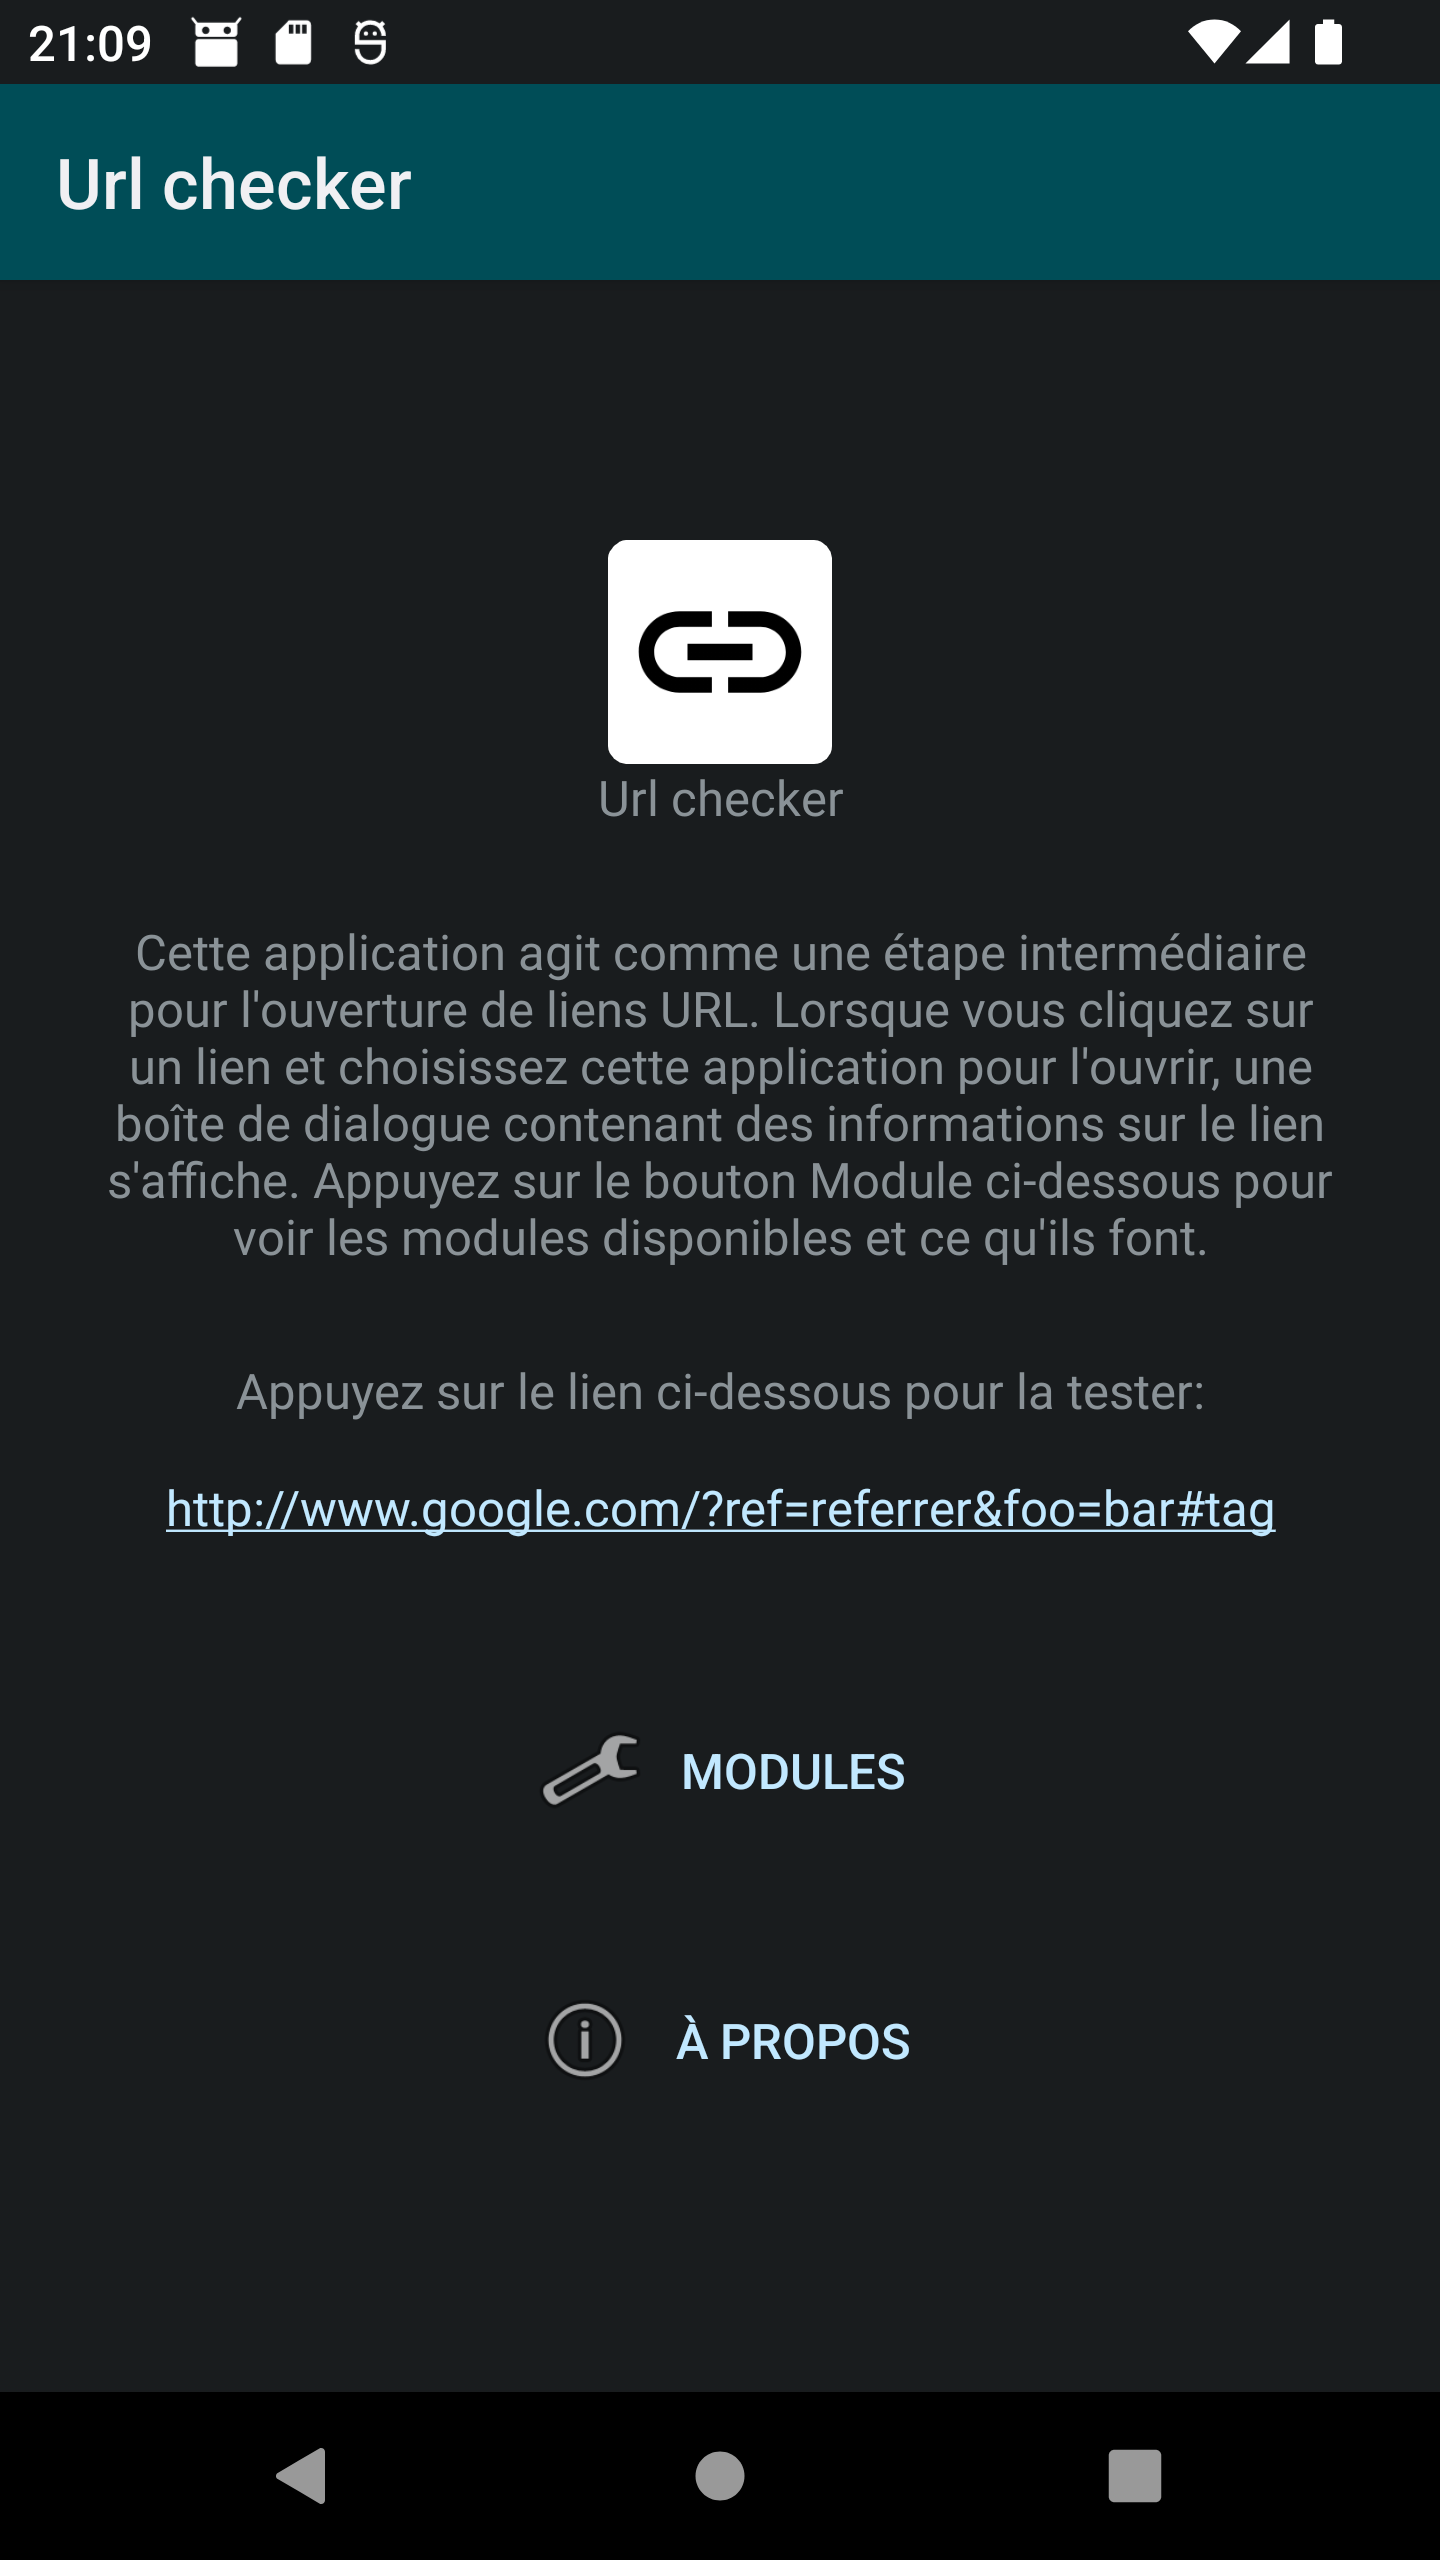 21:09
Url checker
Url checker
Cette application agit comme une étape intermédiaire
pour l'ouverture de liens URL. Lorsque vous cliquez sur
un lien et choisissez cette application pour l'ouvrir, une
boîte de dialogue contenant des informations sur le lien
s'affiche. Appuyez sur le bouton Module ci-dessous pour
voir les modules disponibles et ce qu'ils font.
Appuyez sur le lien ci-dessous pour la tester:
http://www.google.com/?ref=referrer&foo=bar#tag
MODULES
À PROPOS